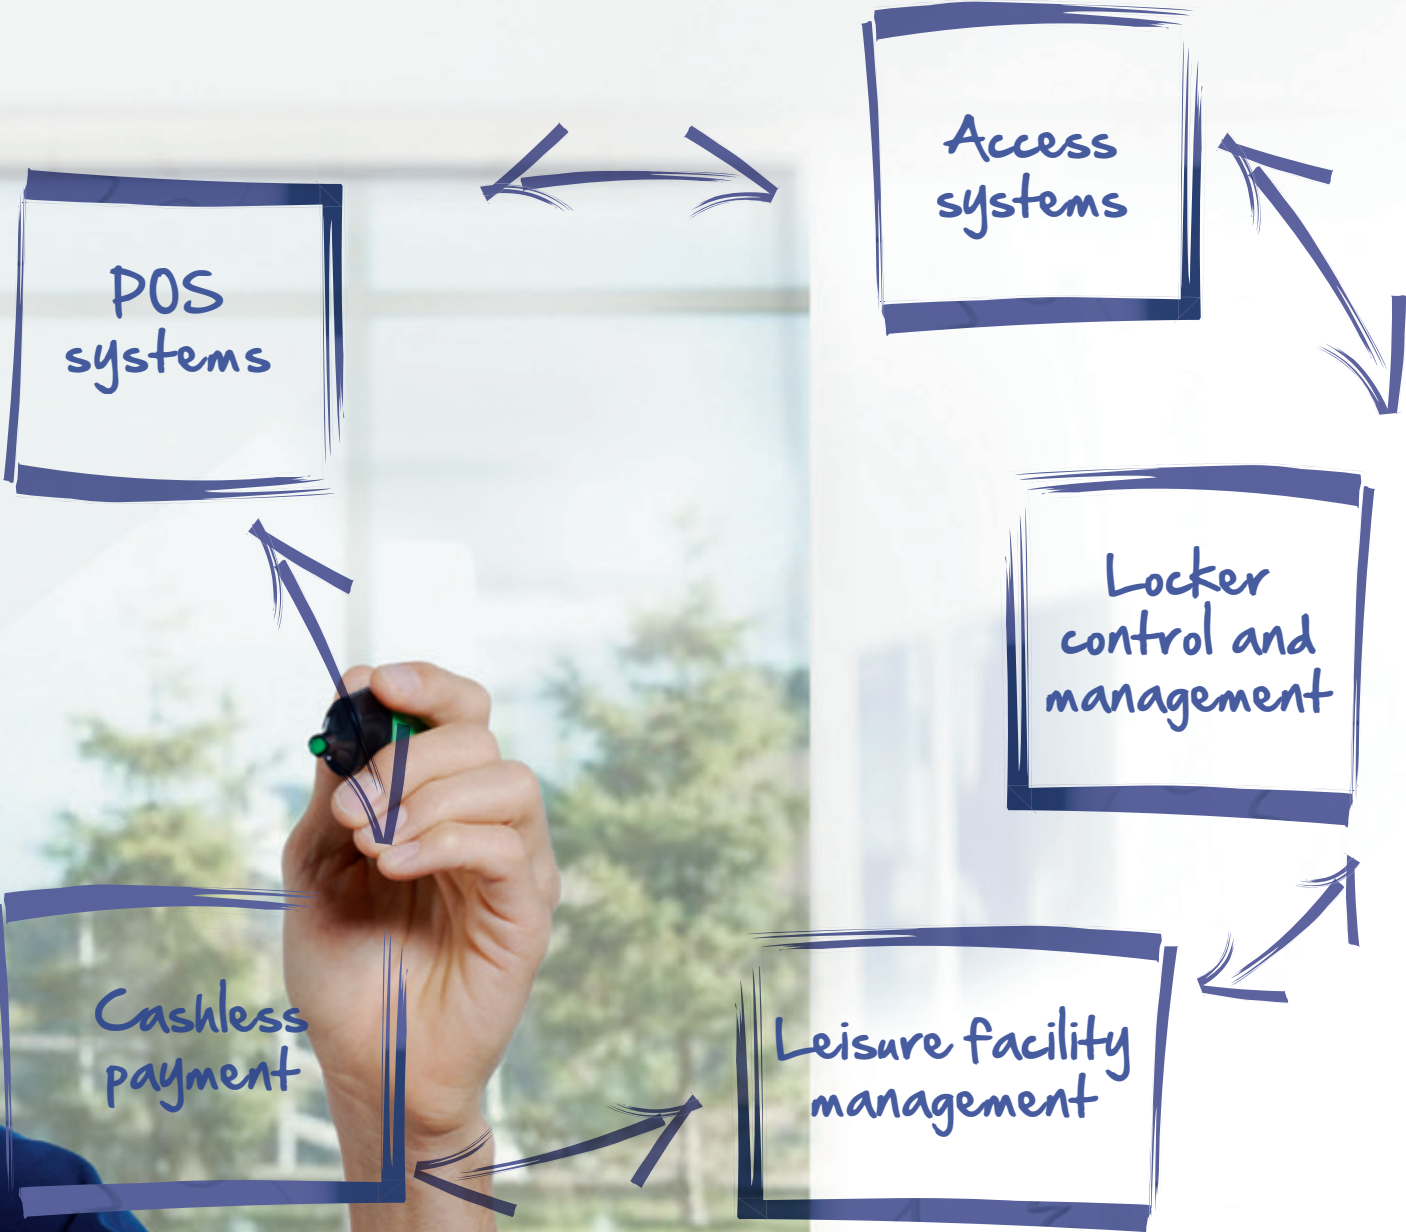 Access
systems
POS
systems
Locker
control and
management
Cashless
payment
Leisure facility
management